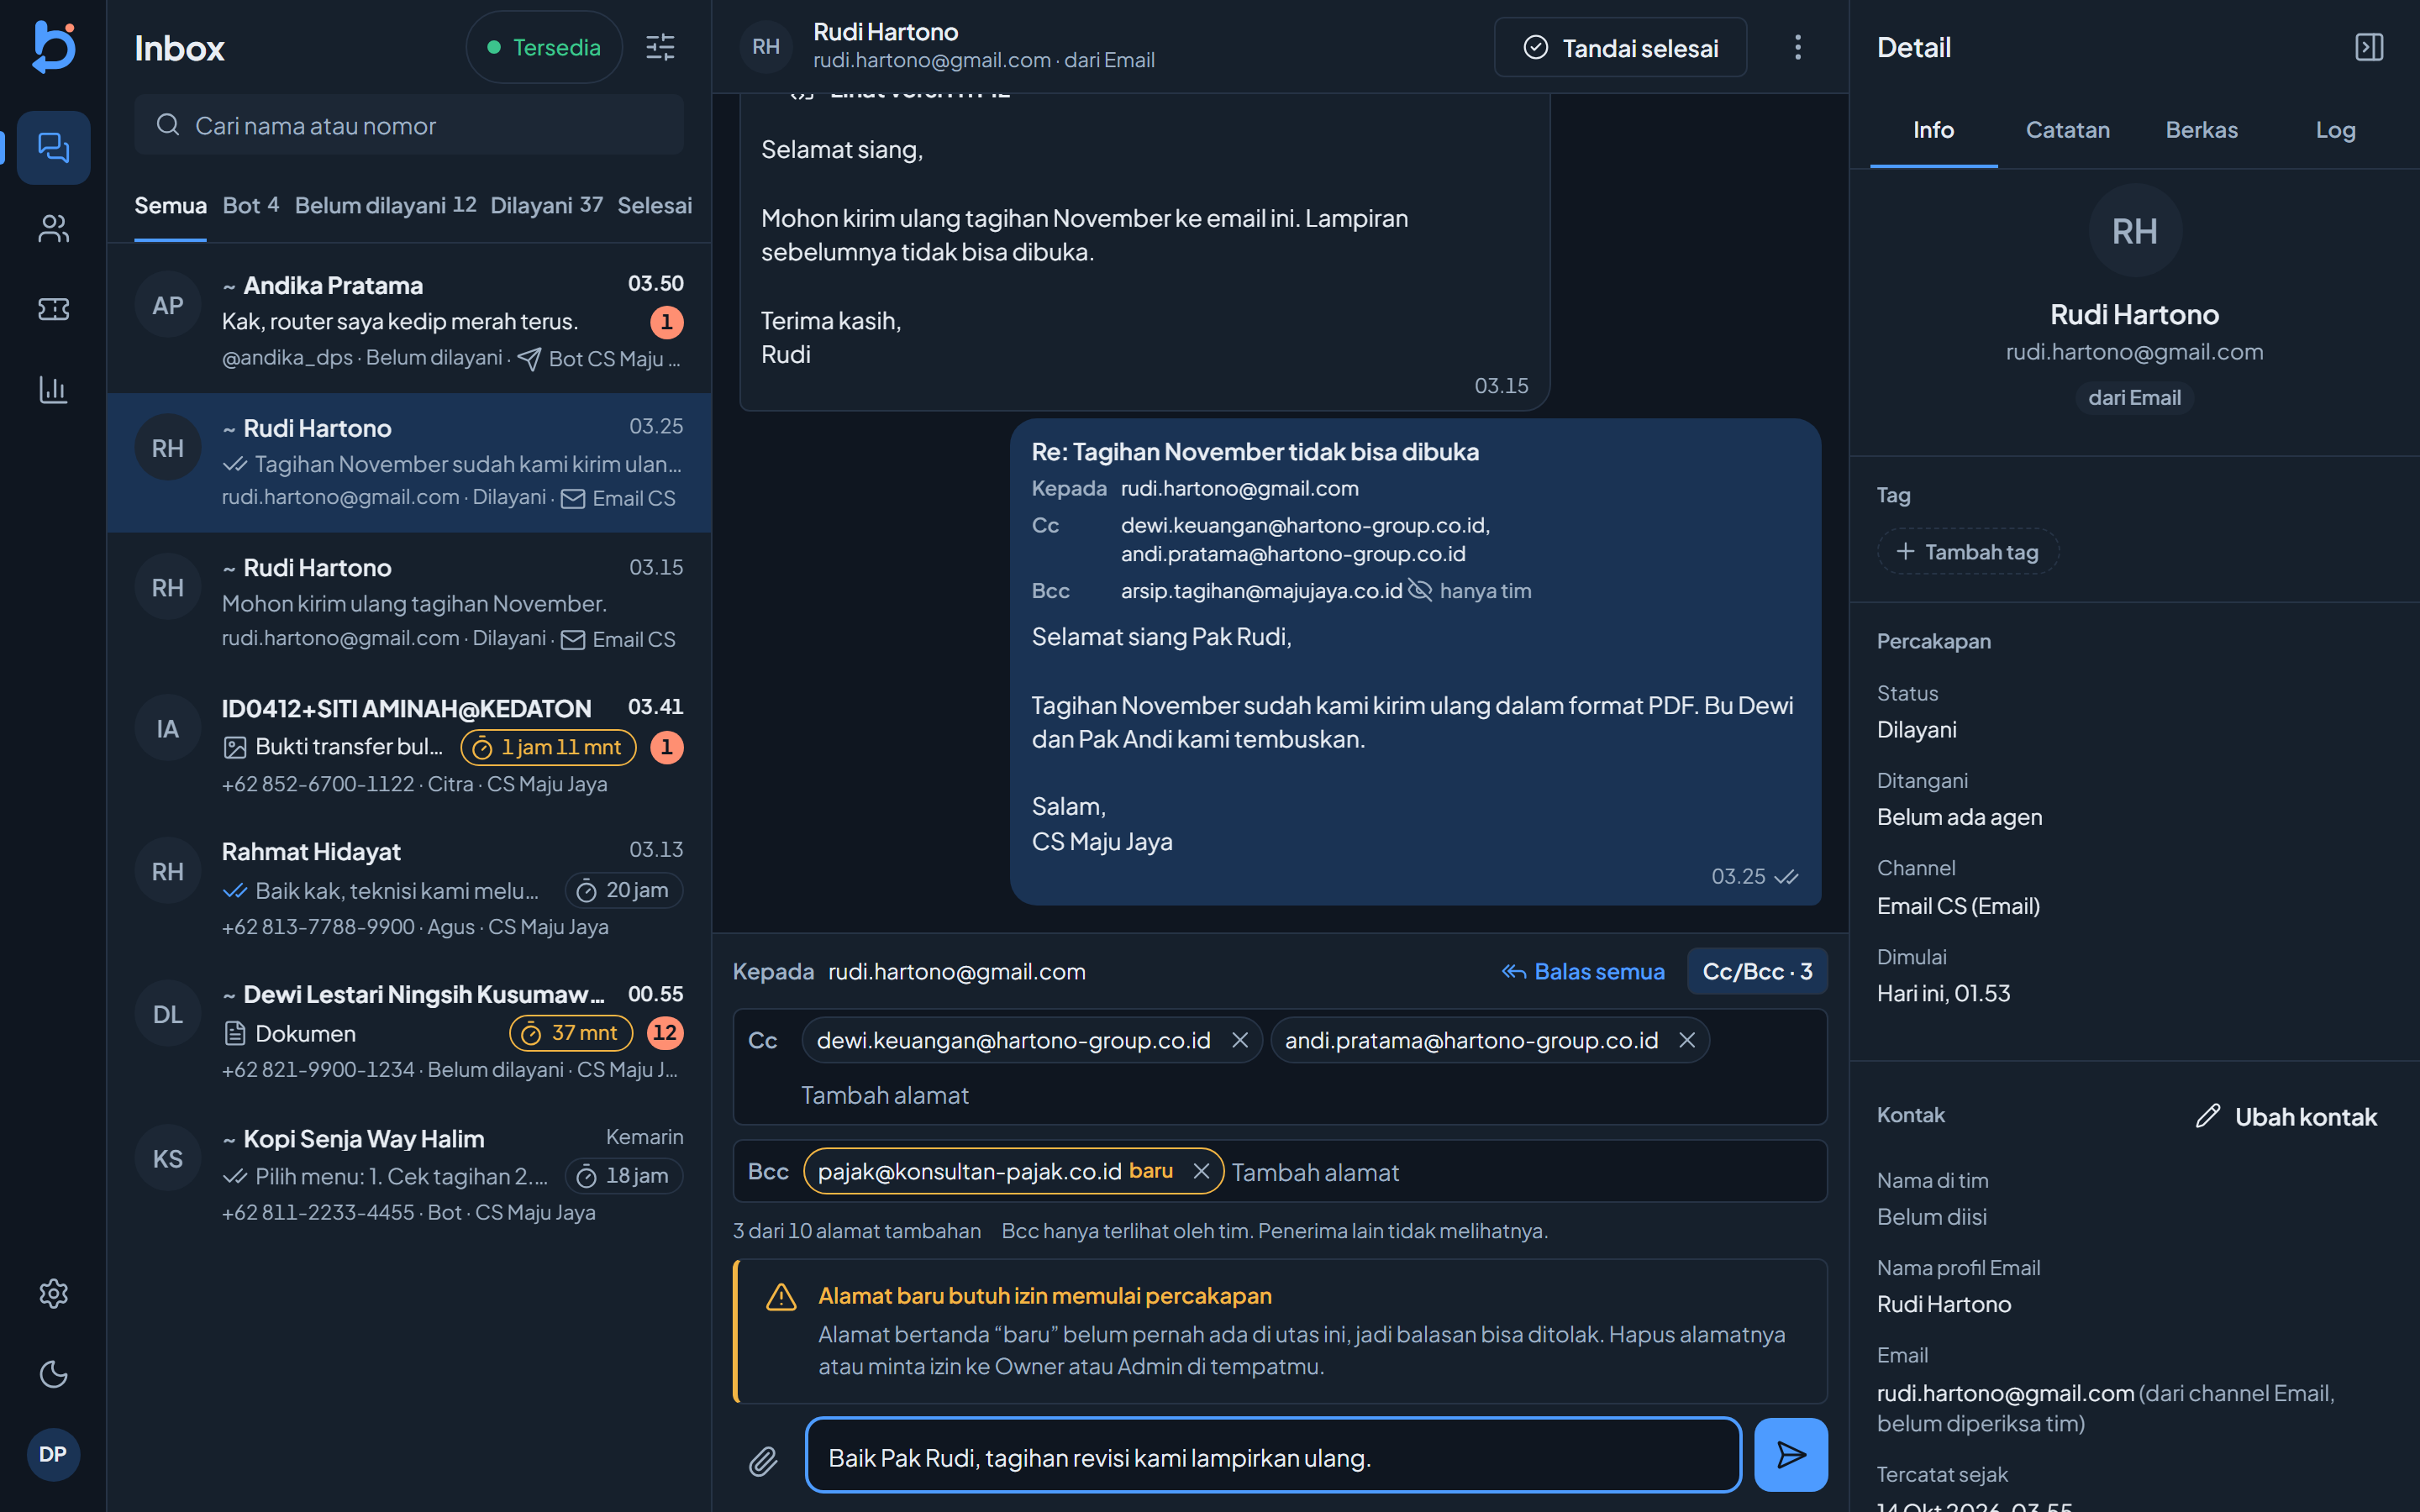 Inbox
Tersedia
Cari nama atau nomor
Semua
Bot 4
Belum dilayani 12
Dilayani 37
Selesai
AP
~ Andika Pratama
03.50
Kak, router saya kedip merah terus.
1
@andika_dps · Belum dilayani · Bot CS Maju ...
RH
~ Rudi Hartono
03.25
Tagihan November sudah kami kirim ulan...
rudi.hartono@gmail.com · Dilayani · Email CS
RH
~ Rudi Hartono
03.15
Mohon kirim ulang tagihan November.
rudi.hartono@gmail.com · Dilayani · Email CS
IA
ID0412+SITI AMINAH@KEDATON
03.41
Bukti transfer bul...
1 jam 11 mnt
1
+62 852-6700-1122 · Citra · CS Maju Jaya
RH
Rahmat Hidayat
03.13
Baik kak, teknisi kami melu...
20 jam
+62 813-7788-9900 · Agus · CS Maju Jaya
DL
~ Dewi Lestari Ningsih Kusumaw...
00.55
Dokumen
37 mnt
12
+62 821-9900-1234 · Belum dilayani · CS Maju J...
KS
~ Kopi Senja Way Halim
Kemarin
Pilih menu: 1. Cek tagihan 2....
18 jam
+62 811-2233-4455 · Bot · CS Maju Jaya
DP
RH
Rudi Hartono
rudi.hartono@gmail.com · dari Email
Tandai selesai
Selamat siang,
Mohon kirim ulang tagihan November ke email ini. Lampiran
sebelumnya tidak bisa dibuka.
Terima kasih,
Rudi
03.15
Re: Tagihan November tidak bisa dibuka
Kepada rudi.hartono@gmail.com
Cc dewi.keuangan@hartono-group.co.id,
andi.pratama@hartono-group.co.id
Bcc arsip.tagihan@majujaya.co.id hanya tim
Selamat siang Pak Rudi,
Tagihan November sudah kami kirim ulang dalam format PDF. Bu Dewi
dan Pak Andi kami tembuskan.
Salam,
CS Maju Jaya
03.25
Kepada rudi.hartono@gmail.com
Balas semua
Cc/Bcc · 3
Cc
dewi.keuangan@hartono-group.co.id
andi.pratama@hartono-group.co.id
Tambah alamat
Bcc
pajak@konsultan-pajak.co.id baru
Tambah alamat
3 dari 10 alamat tambahan
Bcc hanya terlihat oleh tim. Penerima lain tidak melihatnya.
Alamat baru butuh izin memulai percakapan
Alamat bertanda “baru” belum pernah ada di utas ini, jadi balasan bisa ditolak. Hapus alamatnya
atau minta izin ke Owner atau Admin di tempatmu.
Baik Pak Rudi, tagihan revisi kami lampirkan ulang.
Detail
Info
Catatan
Berkas
Log
RH
Rudi Hartono
rudi.hartono@gmail.com
dari Email
Tag
Tambah tag
Percakapan
Status
Dilayani
Ditangani
Belum ada agen
Channel
Email CS (Email)
Dimulai
Hari ini, 01.53
Kontak
Ubah kontak
Nama di tim
Belum diisi
Nama profil Email
Rudi Hartono
Email
rudi.hartono@gmail.com (dari channel Email,
belum diperiksa tim)
Tercatat sejak
14 Okt 2026, 03.55